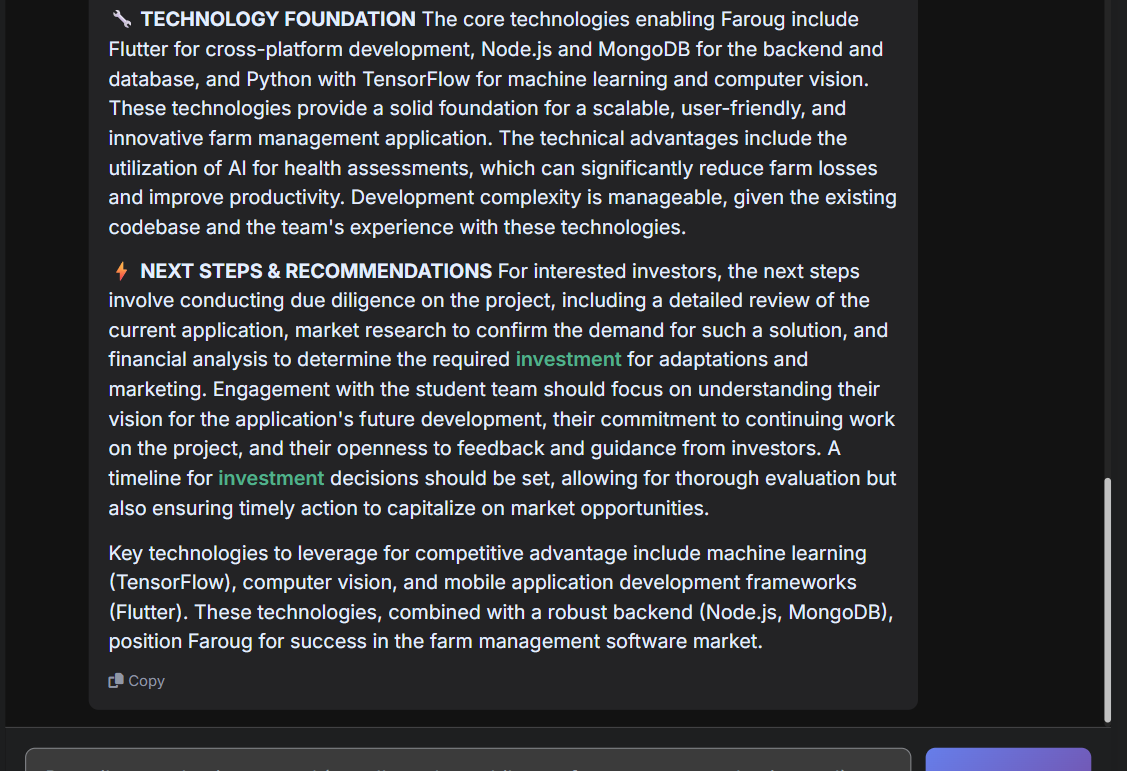 🔧 TECHNOLOGY FOUNDATION The core technologies enabling Faroug include
Flutter for cross-platform development, Node.js and MongoDB for the backend and
database, and Python with TensorFlow for machine learning and computer vision.
These technologies provide a solid foundation for a scalable, user-friendly, and
innovative farm management application. The technical advantages include the
utilization of AI for health assessments, which can significantly reduce farm losses
and improve productivity. Development complexity is manageable, given the existing
codebase and the team's experience with these technologies.
⚡ NEXT STEPS & RECOMMENDATIONS For interested investors, the next steps
involve conducting due diligence on the project, including a detailed review of the
current application, market research to confirm the demand for such a solution, and
financial analysis to determine the required investment for adaptations and
marketing. Engagement with the student team should focus on understanding their
vision for the application's future development, their commitment to continuing work
on the project, and their openness to feedback and guidance from investors. A
timeline for investment decisions should be set, allowing for thorough evaluation but
also ensuring timely action to capitalize on market opportunities.
Key technologies to leverage for competitive advantage include machine learning
(TensorFlow), computer vision, and mobile application development frameworks
(Flutter). These technologies, combined with a robust backend (Node.js, MongoDB),
position Faroug for success in the farm management software market.
Copy